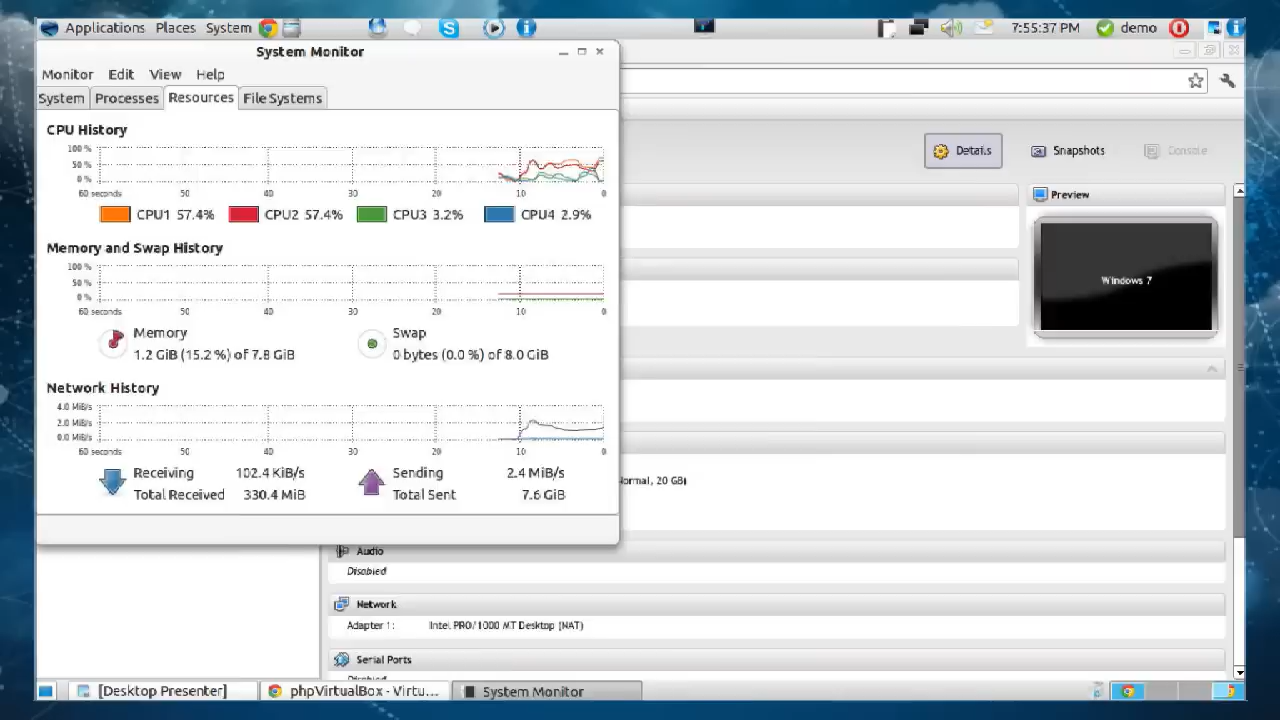 Applications Places System 7:55:37 PM demo
System Monitor
Monitor Edit View Help
System Processes Resources File Systems
CPU History
100 %
50 %
0 %
60 seconds 50 40 30 20 10 0
CPU1 57.4% CPU2 57.4% CPU3 3.2% CPU4 2.9%
Memory and Swap History
100 %
50 %
0 %
60 seconds 50 40 30 20 10 0
Memory
1.2 GiB (15.2 %) of 7.8 GiB
Swap
0 bytes (0.0 %) of 8.0 GiB
Network History
4.0 MiB/s
2.0 MiB/s
0.0 MiB/s
60 seconds 50 40 30 20 10 0
Receiving 102.4 KiB/s
Total Received 330.4 MiB
Sending 2.4 MiB/s
Total Sent 7.6 GiB
Details Snapshots Console
Preview
Windows 7
ormal, 20 GB)
Audio
Disabled
Network
Adapter 1: Intel PRO/1000 MT Desktop (NAT)
Serial Ports
Disabled
[Desktop Presenter] phpVirtualBox - Virtu... System Monitor